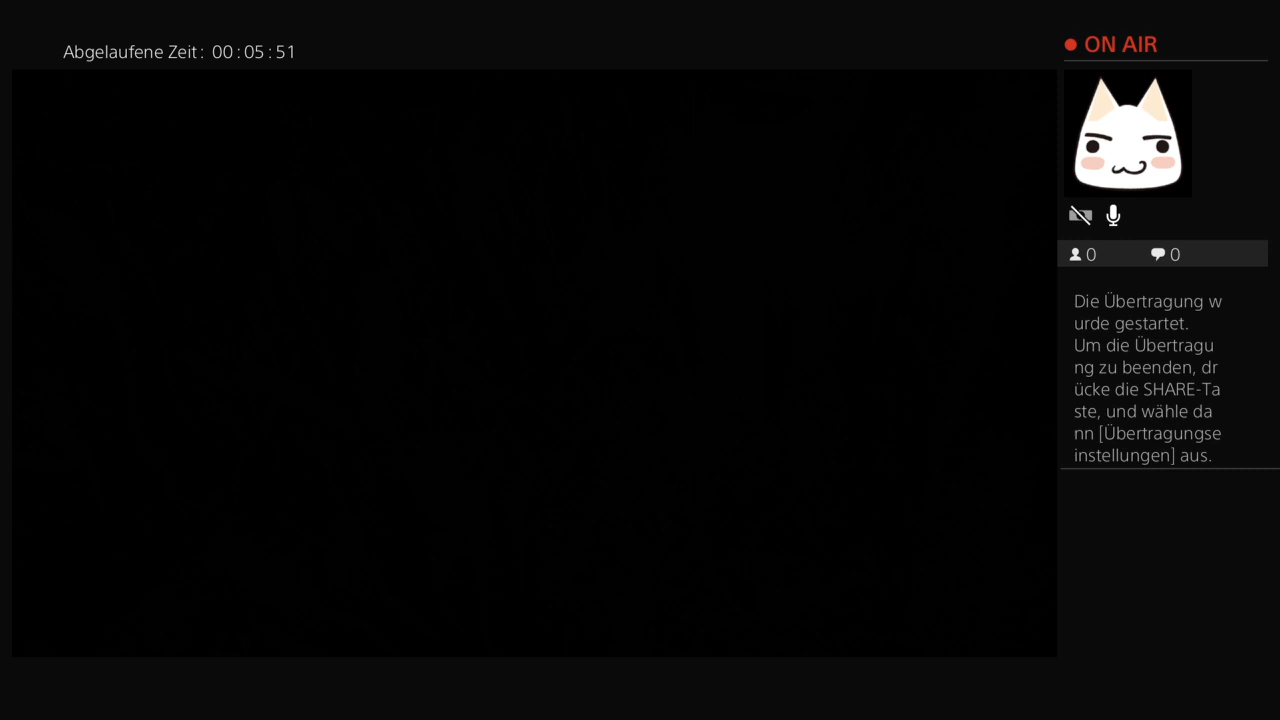 Abgelaufene Zeit: 00:05:51
ON AIR
0 0
Die Übertragung w
urde gestartet.
Um die Übertragu
ng zu beenden, dr
ücke die SHARE-Ta
ste, und wähle da
nn [Übertragungse
instellungen] aus.